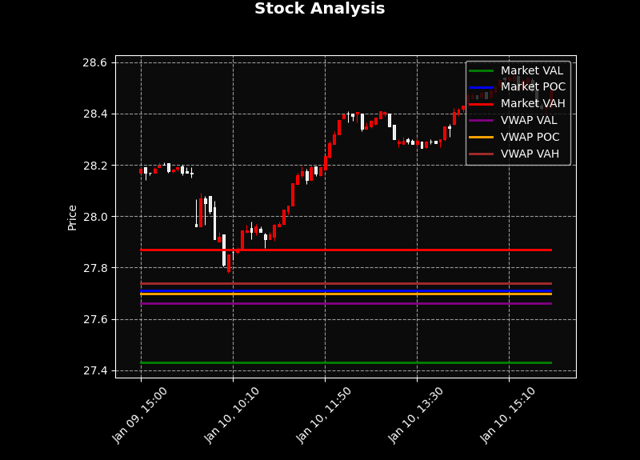 Stock Analysis
28.6
28.4
28.2
28.0
27.8
27.6
27.4
Price
Market VAL
Market POC
Market VAH
VWAP VAL
VWAP POC
VWAP VAH
Jan 09, 15:00
Jan 10, 10:10
Jan 10, 11:50
Jan 10, 13:30
Jan 10, 15:10